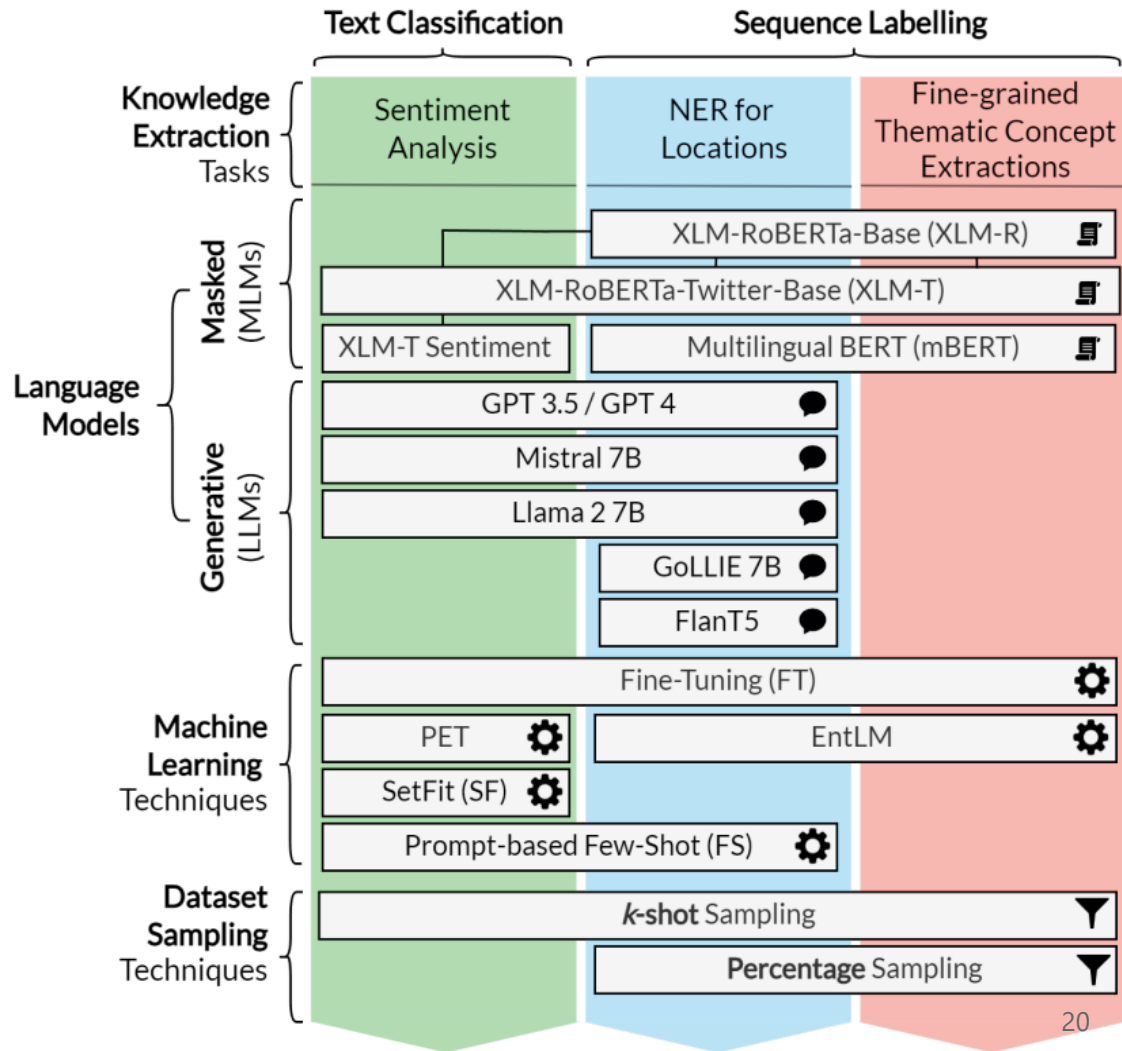 Text Classification
Sequence Labelling
Knowledge
Extraction
Tasks
Sentiment
Analysis
NER for
Locations
Fine-grained
Thematic Concept
Extractions
Language
Models
Masked
(MLMs)
XLM-RoBERTa-Base (XLM-R)
XLM-RoBERTa-Twitter-Base (XLM-T)
XLM-T Sentiment
Multilingual BERT (mBERT)
Generative
(LLMs)
GPT 3.5 / GPT 4
Mistral 7B
Llama 2 7B
GoLLIE 7B
FlanT5
Machine
Learning
Techniques
Fine-Tuning (FT)
PET
EntLM
SetFit (SF)
Prompt-based Few-Shot (FS)
Dataset
Sampling
Techniques
k-shot Sampling
Percentage Sampling
20